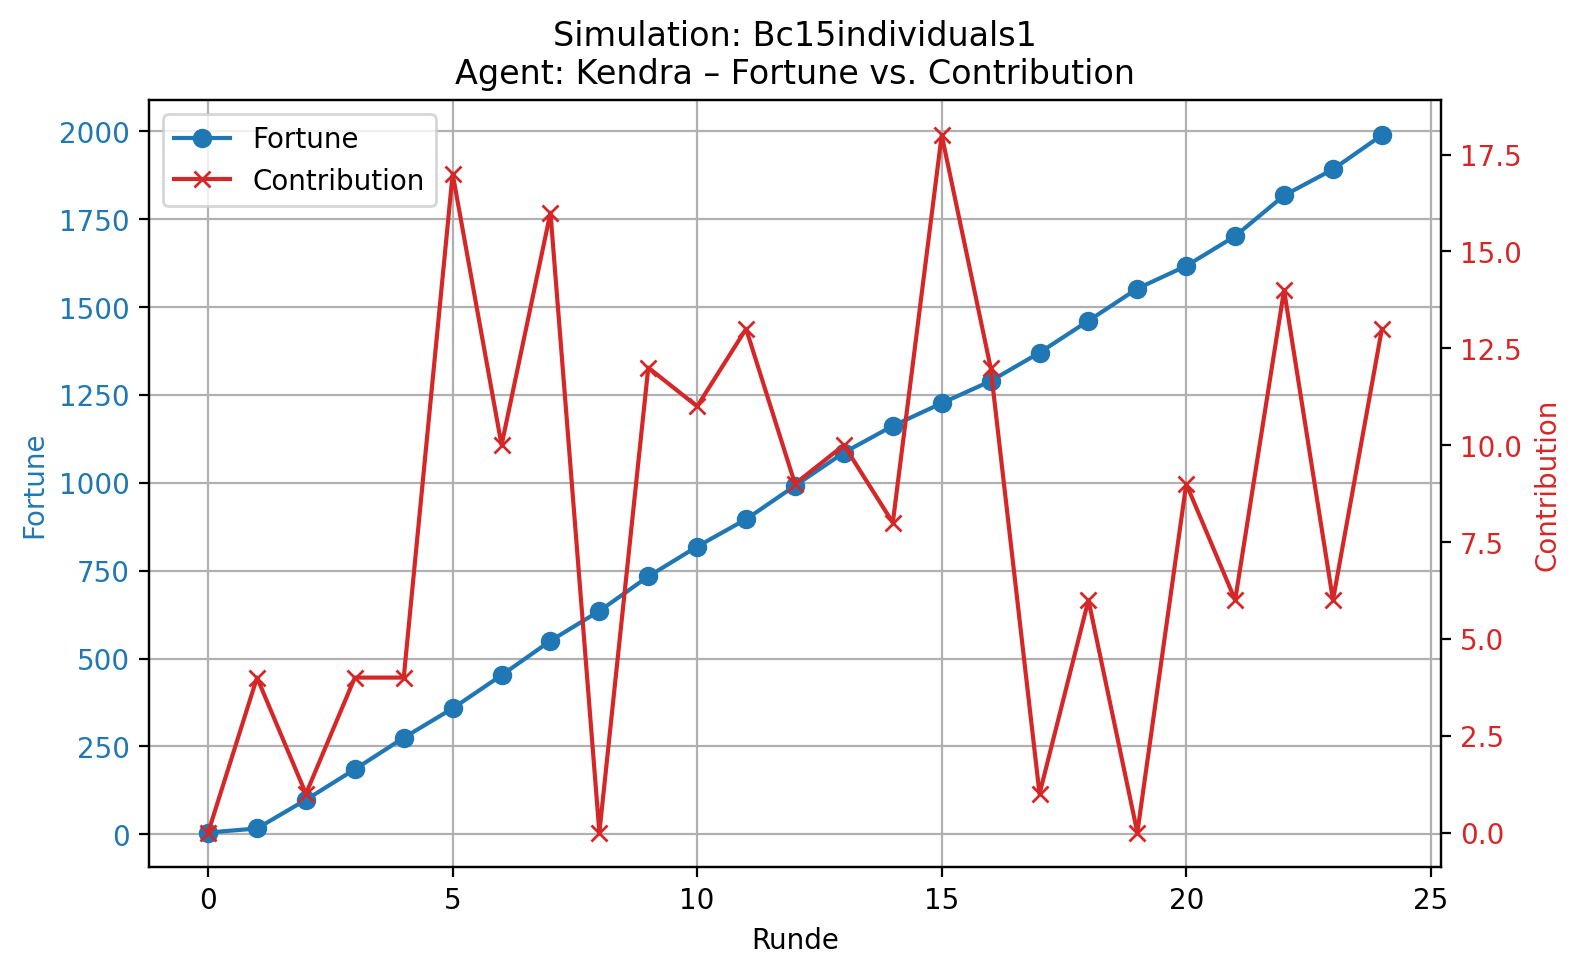 Simulation: Bc15individuals1
Agent: Kendra – Fortune vs. Contribution
Fortune
Contribution
2000
1750
1500
1250
1000
750
500
250
0
Fortune
17.5
15.0
12.5
10.0
7.5
5.0
2.5
0.0
Contribution
0 5 10 15 20 25
Runde